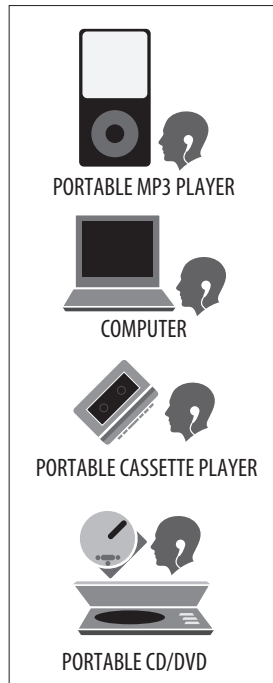 PORTABLE MP3 PLAYER
COMPUTER
PORTABLE CASSETTE PLAYER
PORTABLE CD/DVD